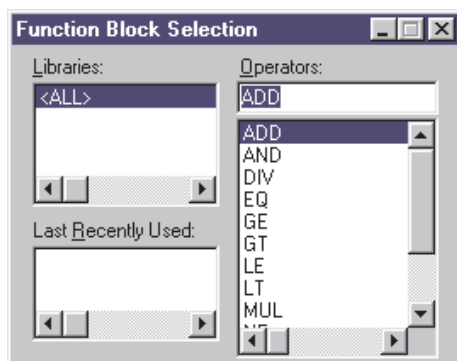 Function Block Selection
Libraries:
<ALL>
Last Recently Used:
Operators:
ADD
ADD
AND
DIV
EQ
GE
GT
LE
LT
MUL